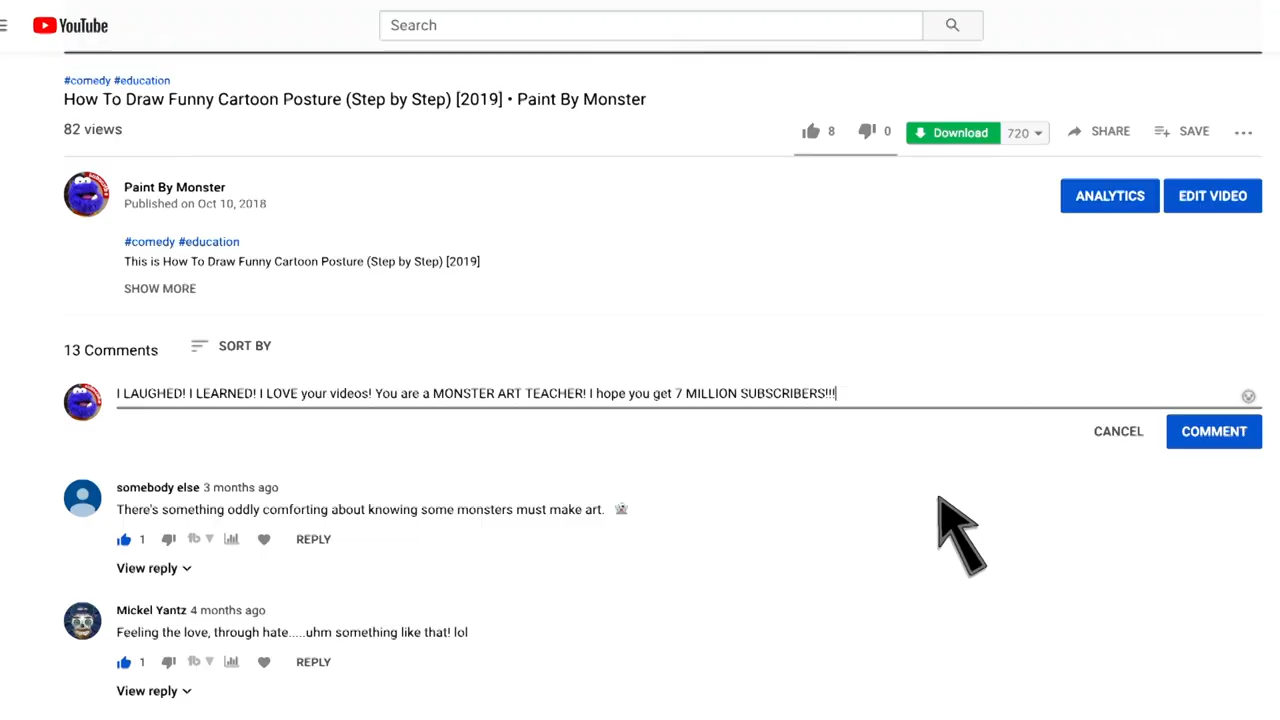 YouTube
Search
#comedy #education
How To Draw Funny Cartoon Posture (Step by Step) [2019] • Paint By Monster
82 views
8 0 Download 720 SHARE SAVE ...
Paint By Monster
Published on Oct 10, 2018
ANALYTICS EDIT VIDEO
#comedy #education
This is How To Draw Funny Cartoon Posture (Step by Step) [2019]
SHOW MORE
13 Comments SORT BY
I LAUGHED! I LEARNED! I LOVE your videos! You are a MONSTER ART TEACHER! I hope you get 7 MILLION SUBSCRIBERS!!!
CANCEL COMMENT
somebody else 3 months ago
There's something oddly comforting about knowing some monsters must make art.
1 REPLY
View reply
Mickel Yantz 4 months ago
Feeling the love, through hate.....uhm something like that! lol
1 REPLY
View reply